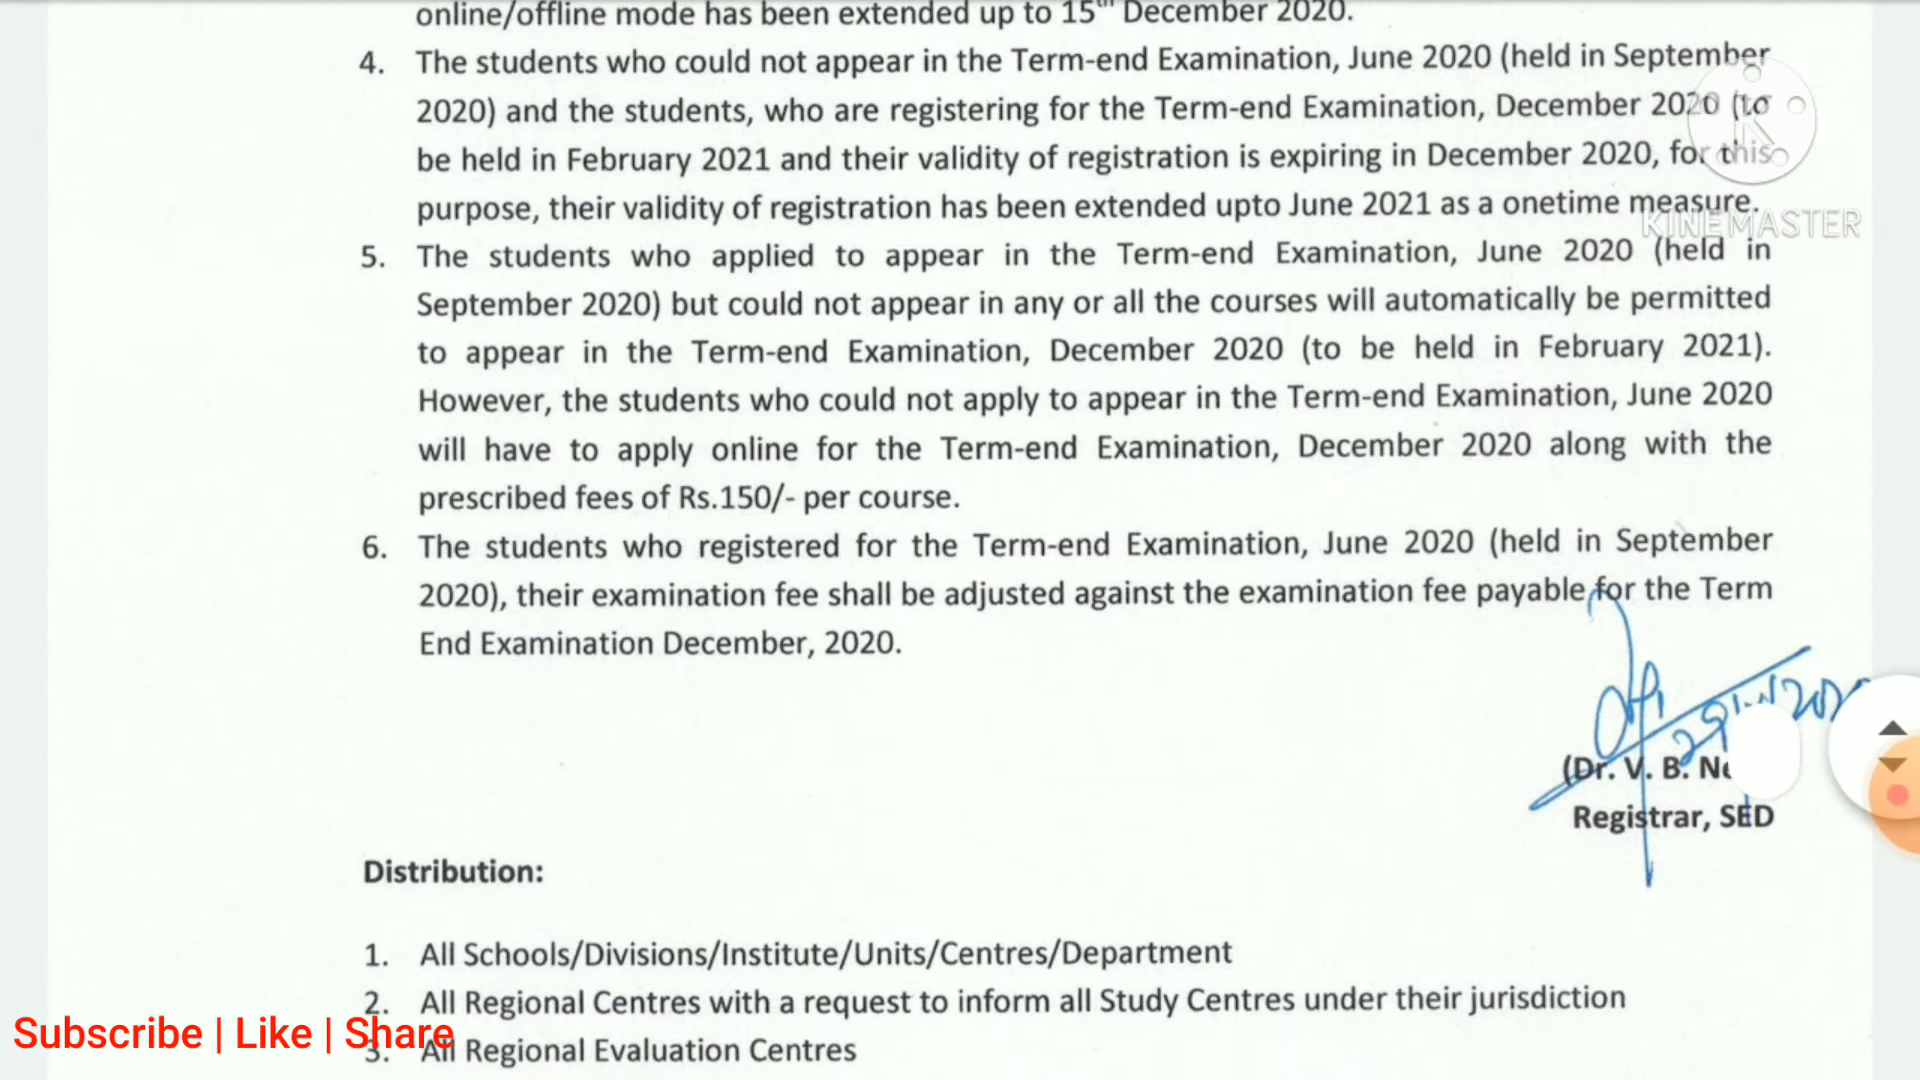 online/offline mode has been extended up to 15th December 2020.
4. The students who could not appear in the Term-end Examination, June 2020 (held in September
2020) and the students, who are registering for the Term-end Examination, December 2020 (to
be held in February 2021 and their validity of registration is expiring in December 2020, for this
purpose, their validity of registration has been extended upto June 2021 as a onetime measure.
KINEMASTER
5. The students who applied to appear in the Term-end Examination, June 2020 (held in
September 2020) but could not appear in any or all the courses will automatically be permitted
to appear in the Term-end Examination, December 2020 (to be held in February 2021).
However, the students who could not apply to appear in the Term-end Examination, June 2020
will have to apply online for the Term-end Examination, December 2020 along with the
prescribed fees of Rs.150/- per course.
6. The students who registered for the Term-end Examination, June 2020 (held in September
2020), their examination fee shall be adjusted against the examination fee payable for the Term
End Examination December, 2020.
(Dr. V. B.
Registrar, SED
Distribution:
1. All Schools/Divisions/Institute/Units/Centres/Department
2. All Regional Centres with a request to inform all Study Centres under their jurisdiction
Subscribe | Like | Share
3. All Regional Evaluation Centres